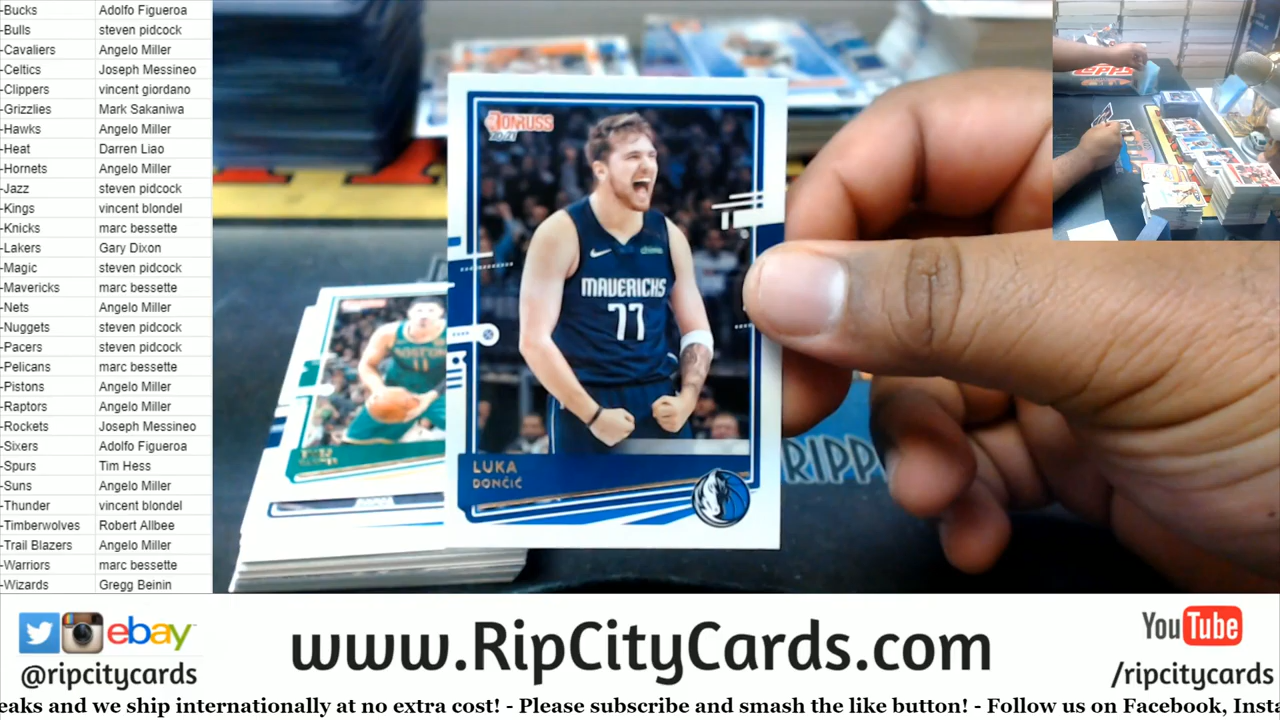 -Bucks Adolfo Figueroa
-Bulls steven pidcock
-Cavaliers Angelo Miller
-Celtics Joseph Messineo
-Clippers vincent giordano
-Grizzlies Mark Sakaniwa
-Hawks Angelo Miller
-Heat Darren Liao
-Hornets Angelo Miller
-Jazz steven pidcock
-Kings vincent blondel
-Knicks marc bessette
-Lakers Gary Dixon
-Magic steven pidcock
-Mavericks marc bessette
-Nets Angelo Miller
-Nuggets steven pidcock
-Pacers steven pidcock
-Pelicans marc bessette
-Pistons Angelo Miller
-Raptors Angelo Miller
-Rockets Joseph Messineo
-Sixers Adolfo Figueroa
-Spurs Tim Hess
-Suns Angelo Miller
-Thunder vincent blondel
-Timberwolves Robert Allbee
-Trail Blazers Angelo Miller
-Warriors marc bessette
-Wizards Gregg Beinin
DONRUSS
20-21
MAVERICKS
77
LUKA
DONČIĆ
BOSTON
11
RIPP
topps
ebay
@ripcitycards
www.RipCityCards.com
YouTube
/ripcitycards
eaks and we ship internationally at no extra cost! - Please subscribe and smash the like button! - Follow us on Facebook, Insta